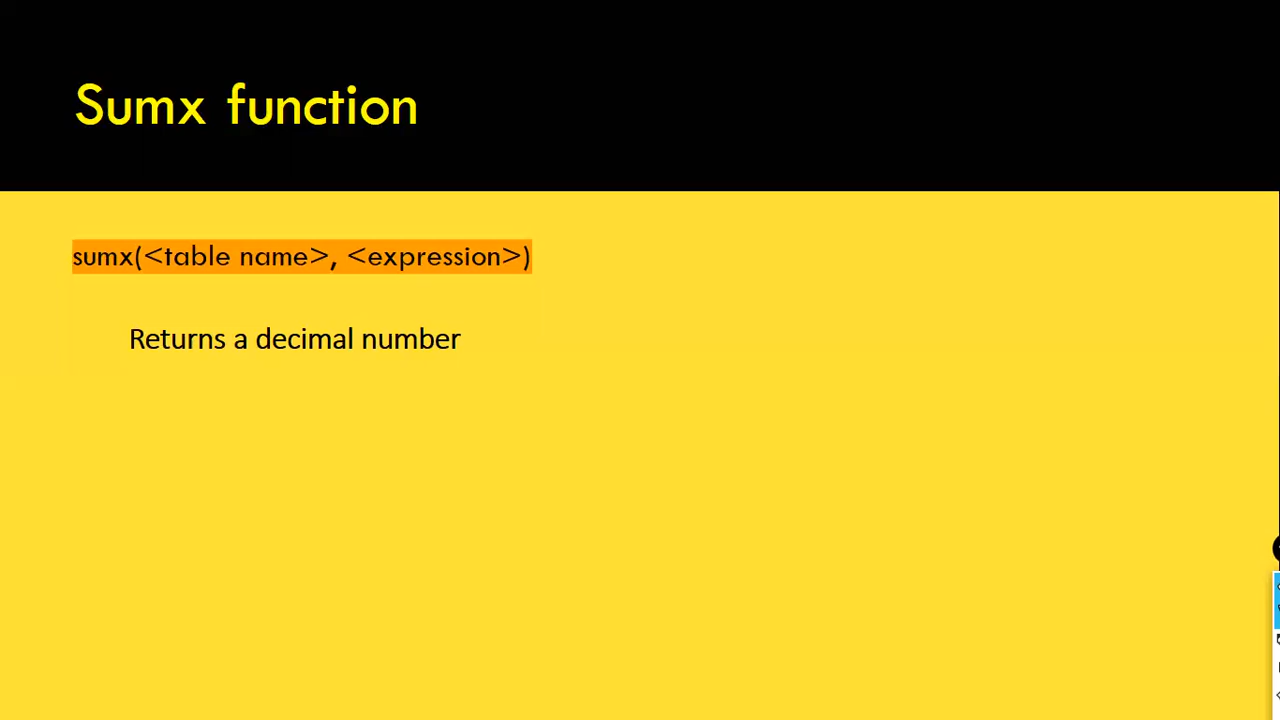 Sumx function
sumx(<table name>, <expression>)
Returns a decimal number